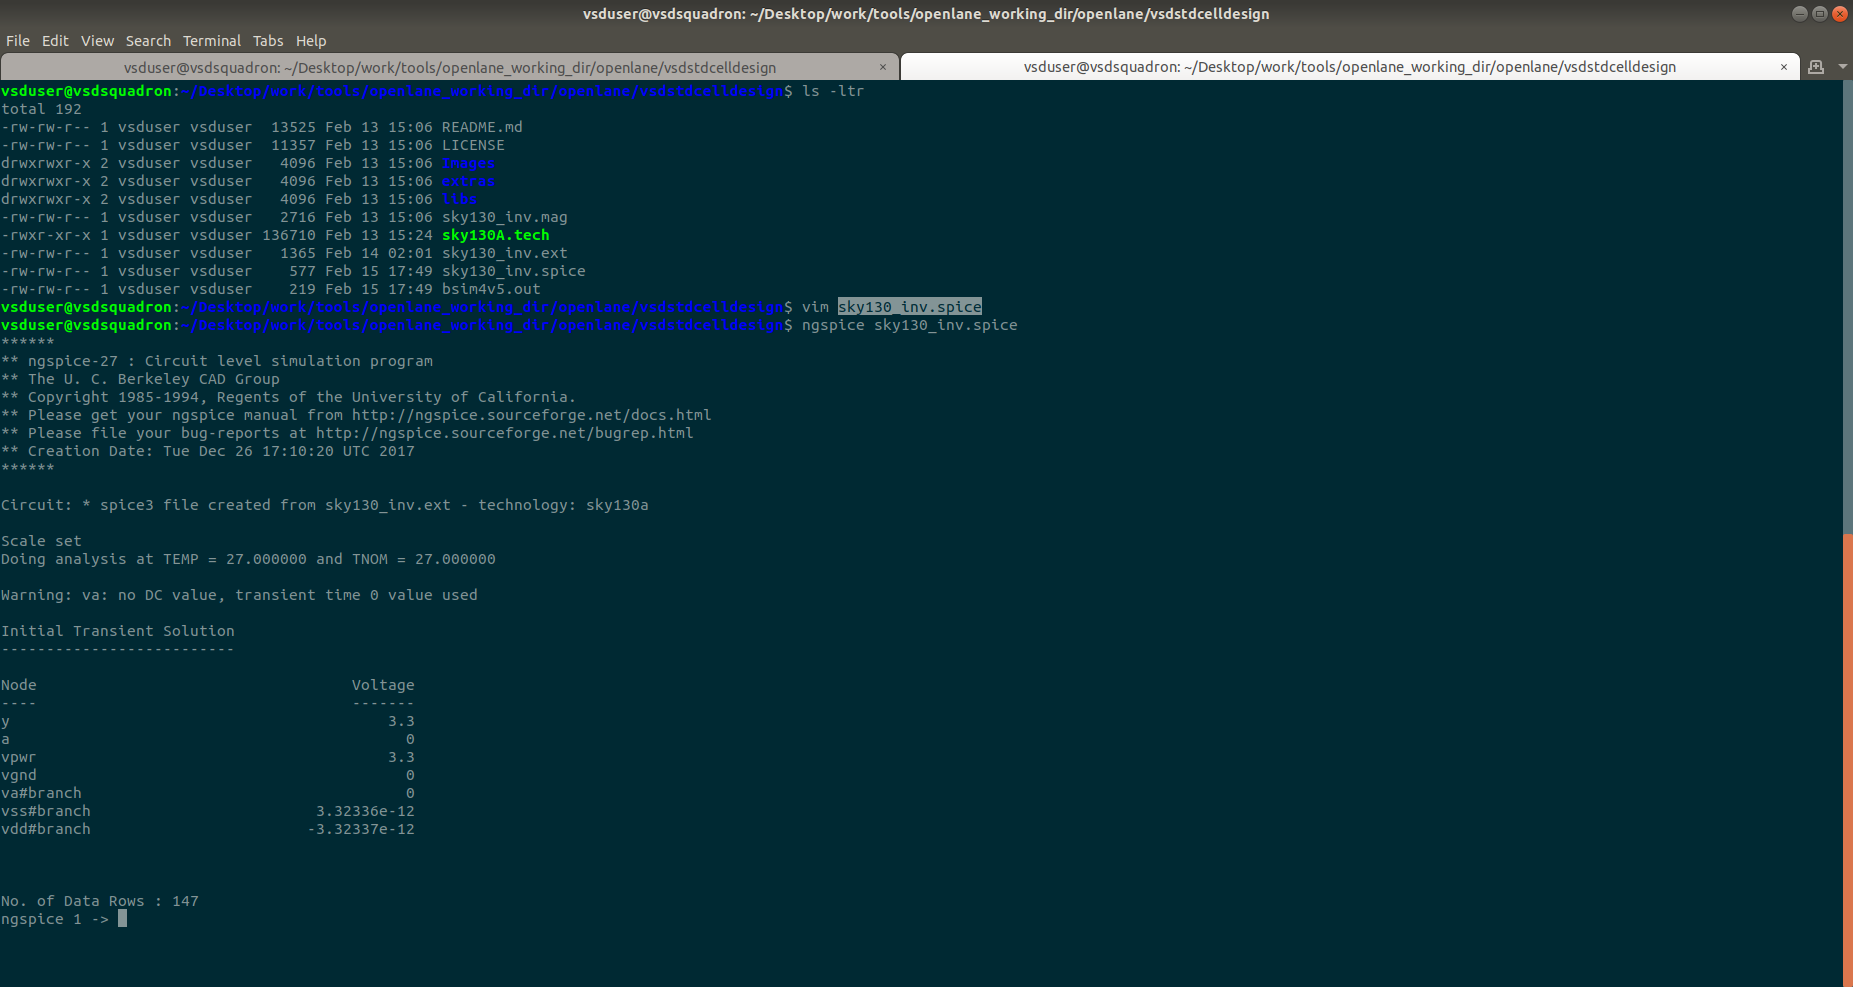 vsduser@vsdsquadron: ~/Desktop/work/tools/openlane_working_dir/openlane/vsdstdcelldesign
File Edit View Search Terminal Tabs Help
vsduser@vsdsquadron: ~/Desktop/work/tools/openlane_working_dir/openlane/vsdstdcelldesign × vsduser@vsdsquadron: ~/Desktop/work/tools/openlane_working_dir/openlane/vsdstdcelldesign ×
vsduser@vsdsquadron:~/Desktop/work/tools/openlane_working_dir/openlane/vsdstdcelldesign$ ls -ltr
total 192
-rw-rw-r-- 1 vsduser vsduser  13525 Feb 13 15:06 README.md
-rw-rw-r-- 1 vsduser vsduser  11357 Feb 13 15:06 LICENSE
drwxrwxr-x 2 vsduser vsduser   4096 Feb 13 15:06 Images
drwxrwxr-x 2 vsduser vsduser   4096 Feb 13 15:06 extras
drwxrwxr-x 2 vsduser vsduser   4096 Feb 13 15:06 libs
-rw-rw-r-- 1 vsduser vsduser   2716 Feb 13 15:06 sky130_inv.mag
-rwxr-xr-x 1 vsduser vsduser 136710 Feb 13 15:24 sky130A.tech
-rw-rw-r-- 1 vsduser vsduser   1365 Feb 14 02:01 sky130_inv.ext
-rw-rw-r-- 1 vsduser vsduser    577 Feb 15 17:49 sky130_inv.spice
-rw-rw-r-- 1 vsduser vsduser    219 Feb 15 17:49 bsim4v5.out
vsduser@vsdsquadron:~/Desktop/work/tools/openlane_working_dir/openlane/vsdstdcelldesign$ vim sky130_inv.spice
vsduser@vsdsquadron:~/Desktop/work/tools/openlane_working_dir/openlane/vsdstdcelldesign$ ngspice sky130_inv.spice
******
** ngspice-27 : Circuit level simulation program
** The U. C. Berkeley CAD Group
** Copyright 1985-1994, Regents of the University of California.
** Please get your ngspice manual from http://ngspice.sourceforge.net/docs.html
** Please file your bug-reports at http://ngspice.sourceforge.net/bugrep.html
** Creation Date: Tue Dec 26 17:10:20 UTC 2017
******
Circuit: * spice3 file created from sky130_inv.ext - technology: sky130a
Scale set
Doing analysis at TEMP = 27.000000 and TNOM = 27.000000
Warning: va: no DC value, transient time 0 value used
Initial Transient Solution
--------------------------
Node                                   Voltage
----                                   -------
y                                          3.3
a                                            0
vpwr                                       3.3
vgnd                                         0
va#branch                                    0
vss#branch                         3.32336e-12
vdd#branch                        -3.32337e-12
No. of Data Rows : 147
ngspice 1 ->